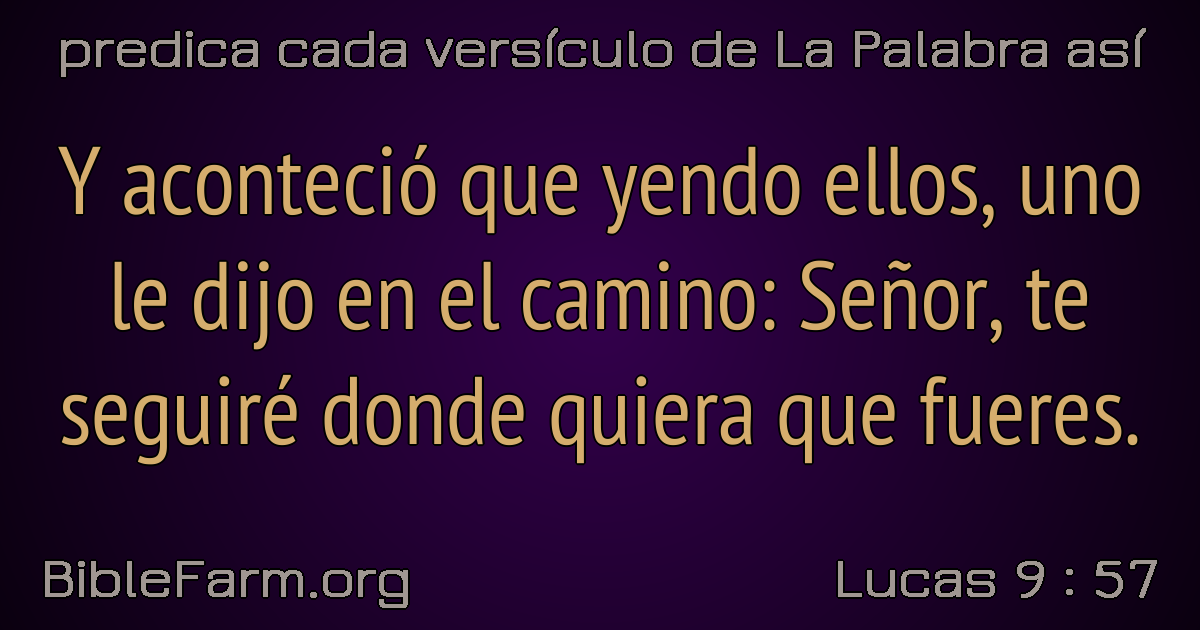 predica cada versículo de La Palabra así
Y aconteció que yendo ellos, uno
le dijo en el camino: Señor, te
seguiré donde quiera que fueres.
BibleFarm.org
Lucas 9 : 57